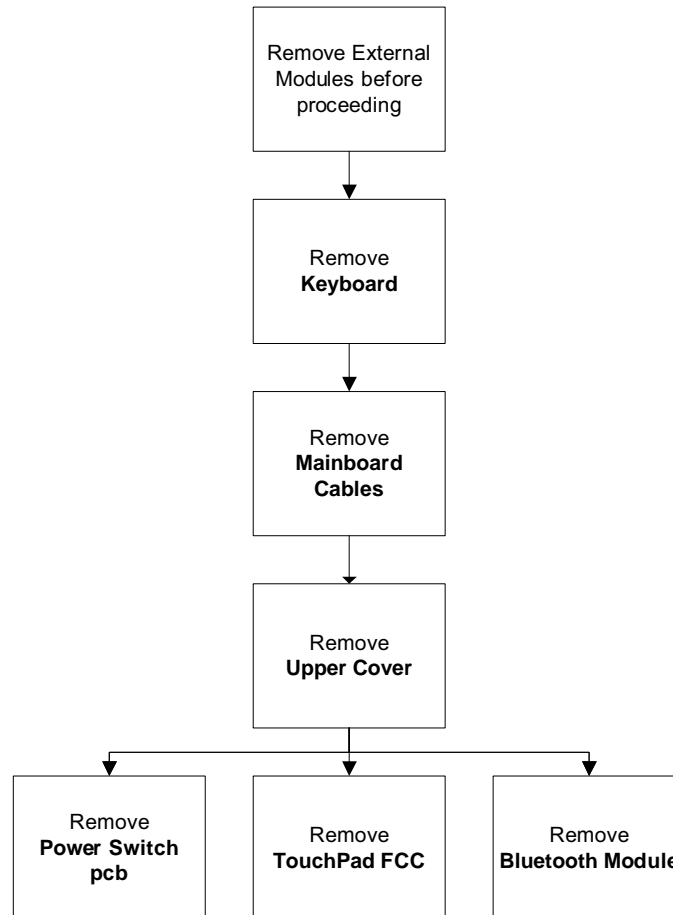 Remove External
Modules before
proceeding
Remove
Keyboard
Remove
Mainboard
Cables
Remove
Upper Cover
Remove
Power Switch
pcb
Remove
TouchPad FCC
Remove
Bluetooth Module